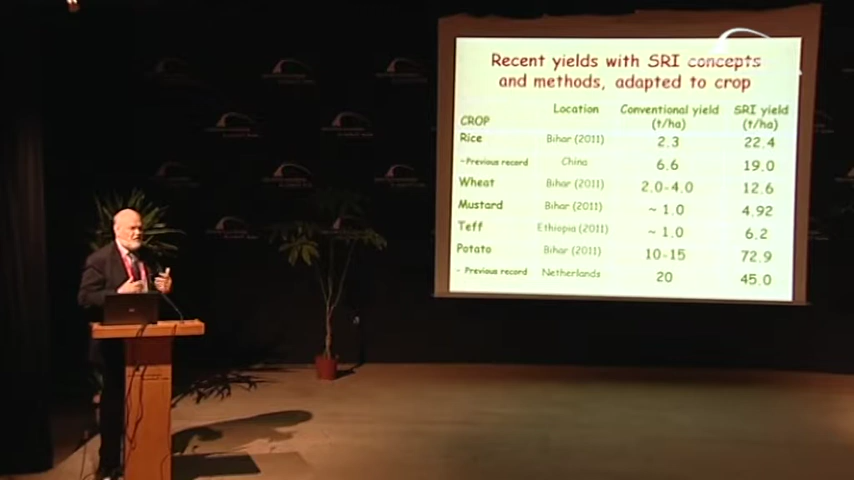 Recent yields with SRI concepts
and methods, adapted to crop
CROP Location Conventional yield (t/ha) SRI yield (t/ha)
Rice Bihar (2011) 2.3 22.4
- Previous record China 6.6 19.0
Wheat Bihar (2011) 2.0-4.0 12.6
Mustard Bihar (2011) ~ 1.0 4.92
Teff Ethiopia (2011) ~ 1.0 6.2
Potato Bihar (2011) 10-15 72.9
- Previous record Netherlands 20 45.0